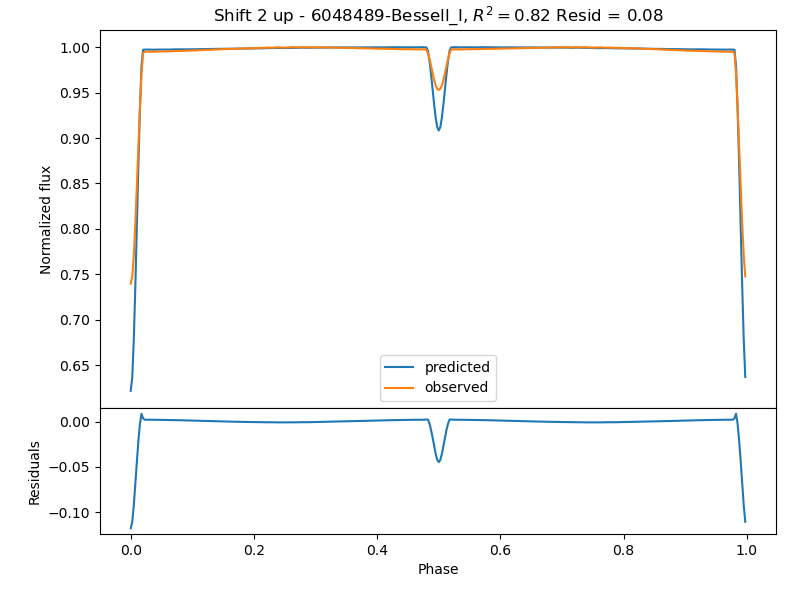 Shift 2 up - 6048489-Bessell_I, R² = 0.82 Resid = 0.08
Normalized flux
1.00
0.95
0.90
0.85
0.80
0.75
0.70
0.65
predicted
observed
Residuals
0.00
−0.05
−0.10
0.0 0.2 0.4 0.6 0.8 1.0
Phase